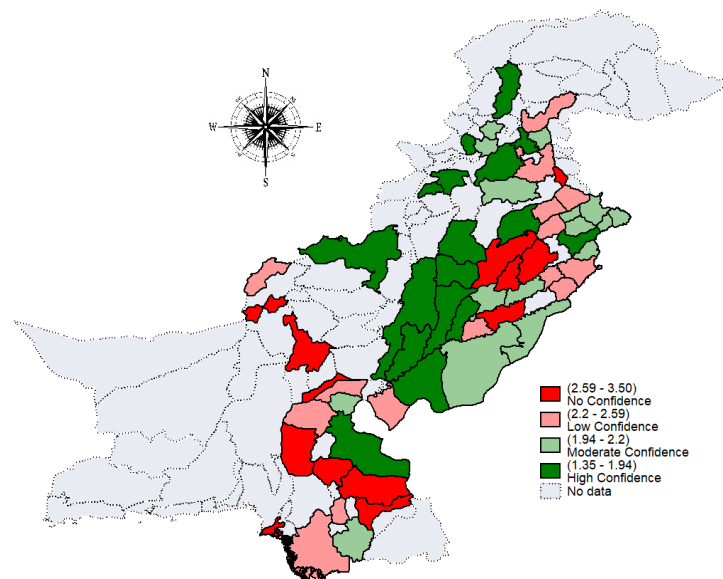 N
W
E
S
(2.59 - 3.50)
No Confidence
(2.2 - 2.59)
Low Confidence
(1.94 - 2.2)
Moderate Confidence
(1.35 - 1.94)
High Confidence
No data